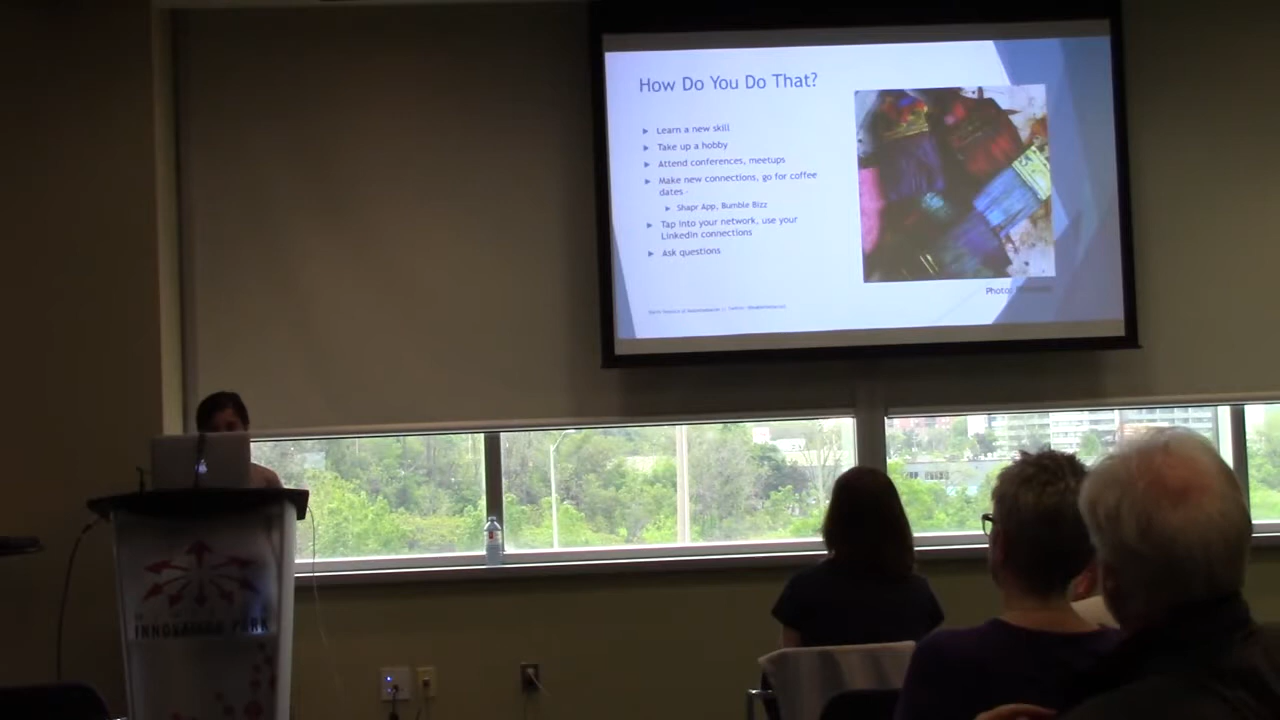 How Do You Do That?
Learn a new skill
Take up a hobby
Attend conferences, meetups
Make new connections, go for coffee
dates -
Shapr App, Bumble Bizz
Tap into your network, use your
LinkedIn connections
Ask questions
Photo:
INNOVATION PARK